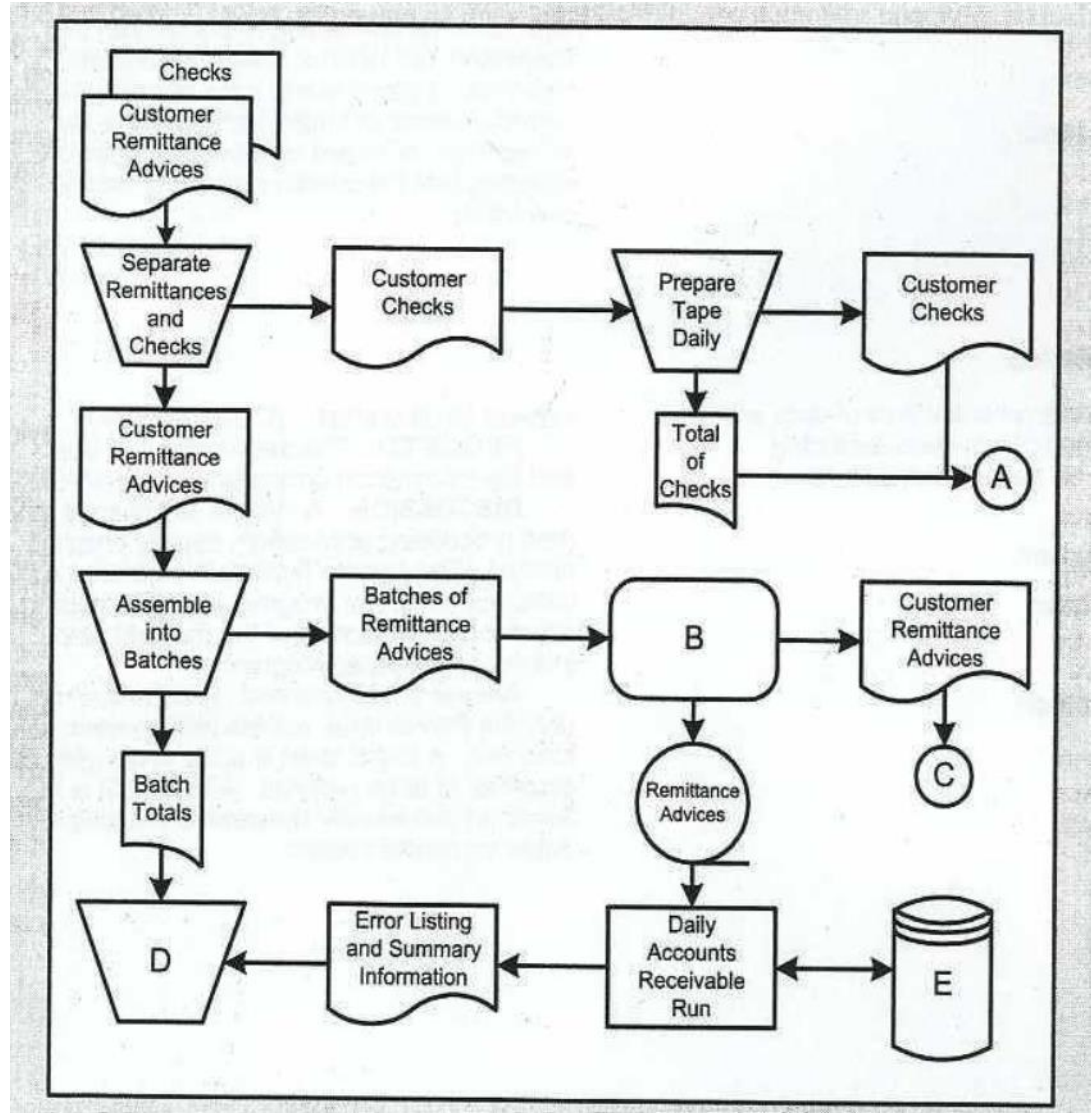 Checks
Customer
Remittance
Advices
Separate
Remittances
and
Checks
Customer
Checks
Prepare
Tape
Daily
Customer
Checks
Customer
Remittance
Advices
Total
of
Checks
A
Assemble
into
Batches
Batches of
Remittance
Advices
B
Customer
Remittance
Advices
Batch
Totals
Remittance
Advices
C
D
Error Listing
and Summary
Information
Daily
Accounts
Receivable
Run
E